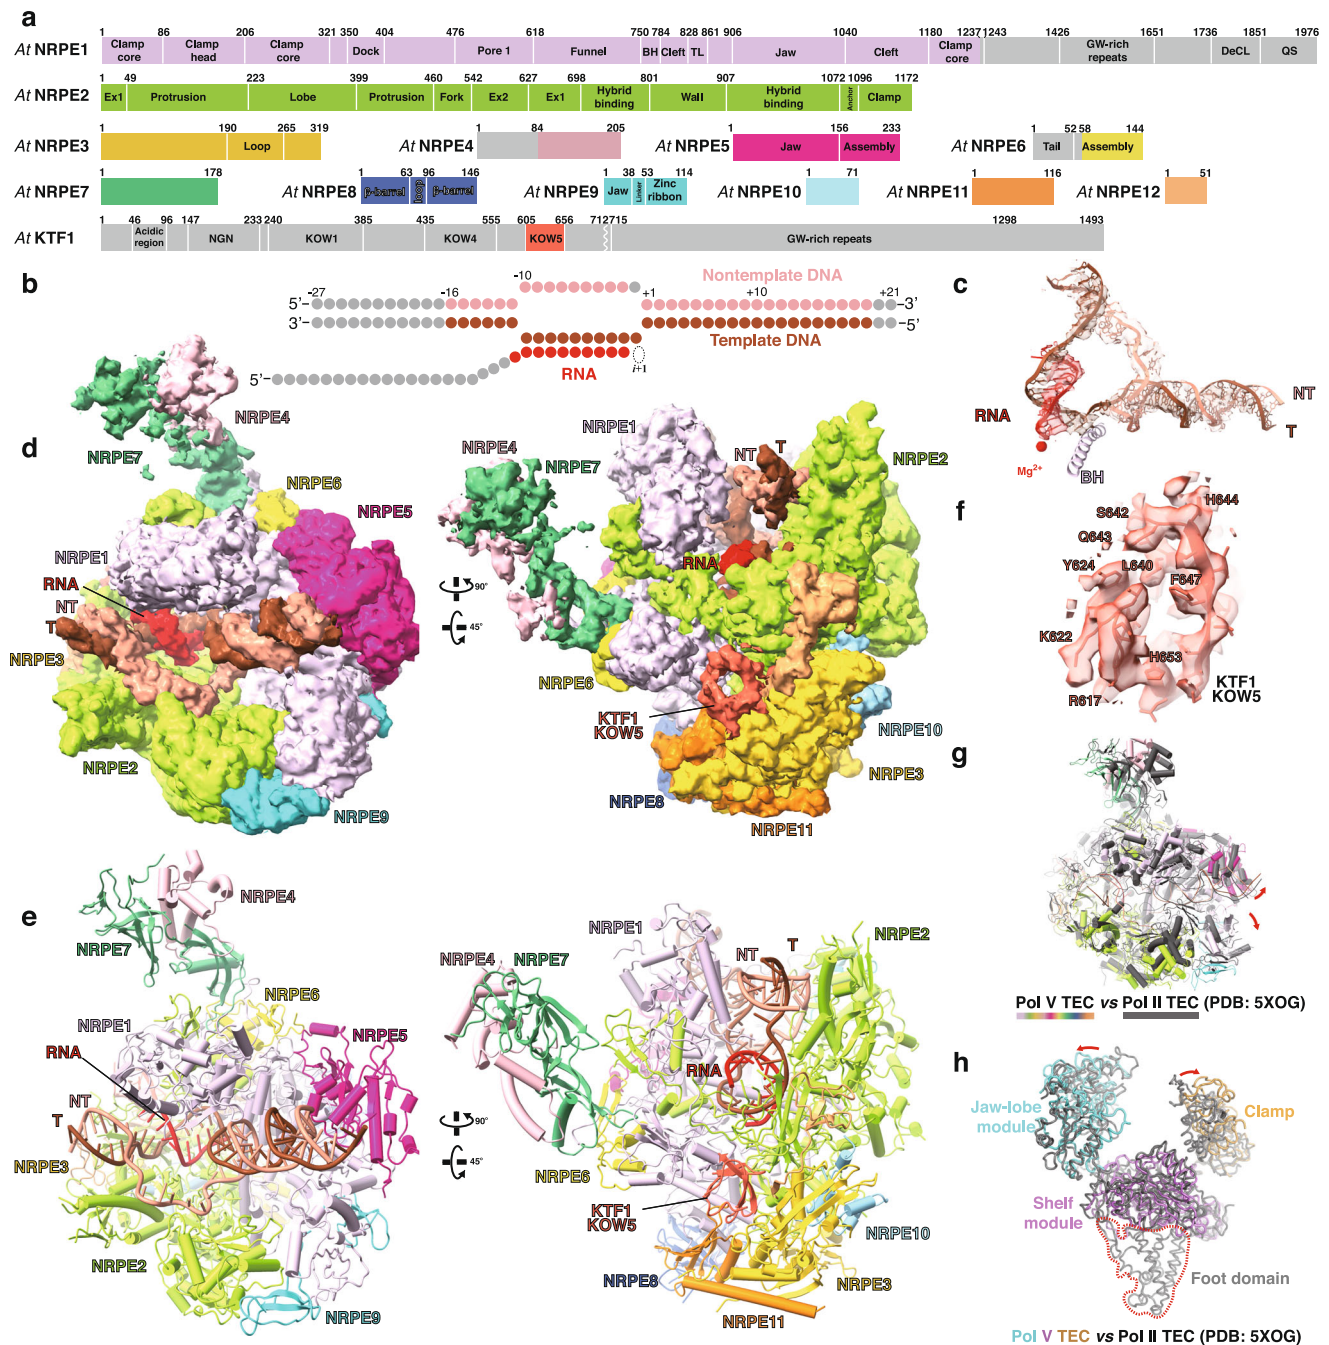 a
1 86 206 321 350 404 476 618 750 784 828 861 906 1040 1180 1237 1243 1426 1651 1736 1851 1976
At NRPE1 Clamp core Clamp head Clamp core Dock Pore 1 Funnel BH Cleft TL Jaw Cleft Clamp core GW-rich repeats DeCL QS
1 49 223 399 460 542 627 698 801 907 1072 1096 1172
At NRPE2 Ex1 Protrusion Lobe Protrusion Fork Ex2 Ex1 Hybrid binding Wall Hybrid binding Anchor Clamp
1 190 265 319
At NRPE3 Loop
1 84 205
At NRPE4
1 156 233
At NRPE5 Jaw Assembly
1 52 58 144
At NRPE6 Tail Assembly
1 178
At NRPE7
1 63 96 146
At NRPE8 β-barrel loop β-barrel
1 38 53 114
At NRPE9 Jaw Linker Zinc ribbon
1 71
At NRPE10
1 116
At NRPE11
1 51
At NRPE12
1 46 96 147 233 240 385 435 555 605 656 712 715 1298 1493
At KTF1 Acidic region NGN KOW1 KOW4 KOW5 GW-rich repeats
b
-10
Nontemplate DNA
-27 -16 +1 +10 +21
5'– –3'
3'– –5'
Template DNA
RNA
i+1
5'–
c
RNA
NT
T
Mg2+
BH
d
NRPE4
NRPE7
NRPE6
NRPE5
NRPE1
RNA
NT
T
NRPE3
NRPE2
NRPE9
90°
45°
NRPE1
NRPE4
NRPE7
NT
T
NRPE2
RNA
NRPE6
KTF1
KOW5
NRPE10
NRPE3
NRPE8
NRPE11
f
H644
S642
Q643
Y624
L640
F647
K622
H653
R617
KTF1
KOW5
g
Pol V TEC vs Pol II TEC (PDB: 5XOG)
e
NRPE4
NRPE7
NRPE6
NRPE1
NRPE5
RNA
NT
T
NRPE3
NRPE2
NRPE9
90°
45°
NRPE1
NRPE4
NRPE7
NT
T
NRPE2
RNA
NRPE6
KTF1
KOW5
NRPE10
NRPE8
NRPE3
NRPE11
h
Jaw-lobe
module
Clamp
Shelf
module
Foot domain
Pol V TEC vs Pol II TEC (PDB: 5XOG)